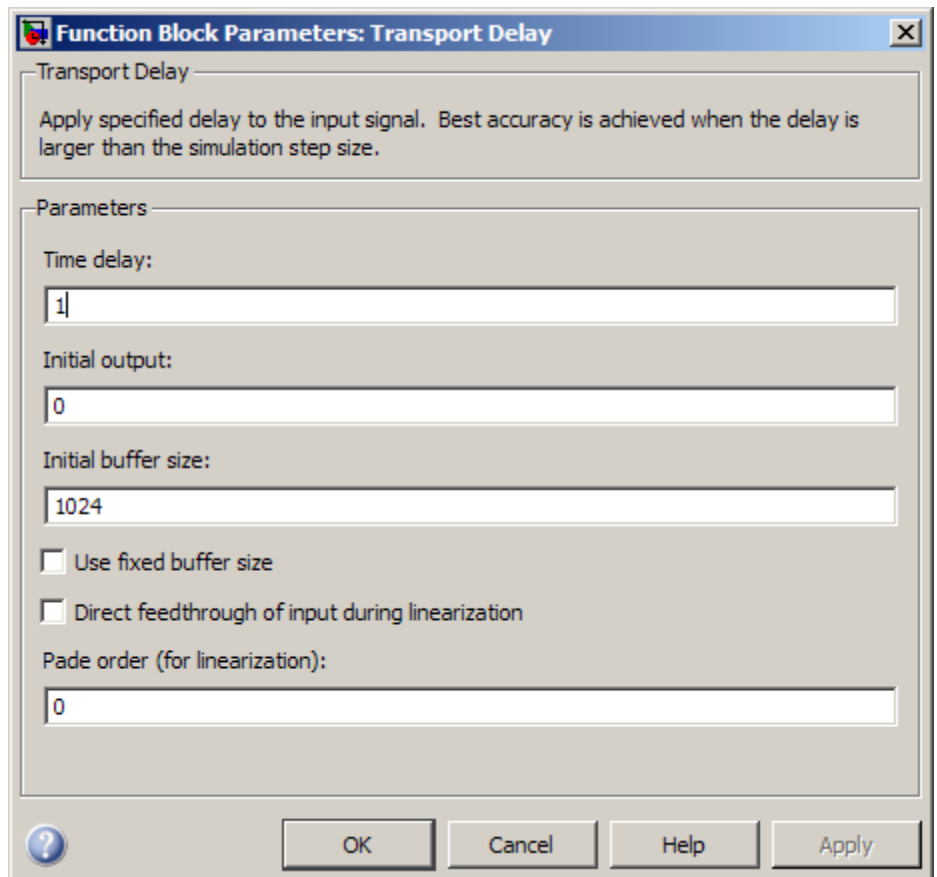 Function Block Parameters: Transport Delay
Transport Delay
Apply specified delay to the input signal.  Best accuracy is achieved when the delay is
larger than the simulation step size.
Parameters
Time delay:
1
Initial output:
0
Initial buffer size:
1024
Use fixed buffer size
Direct feedthrough of input during linearization
Pade order (for linearization):
0
? OK Cancel Help Apply